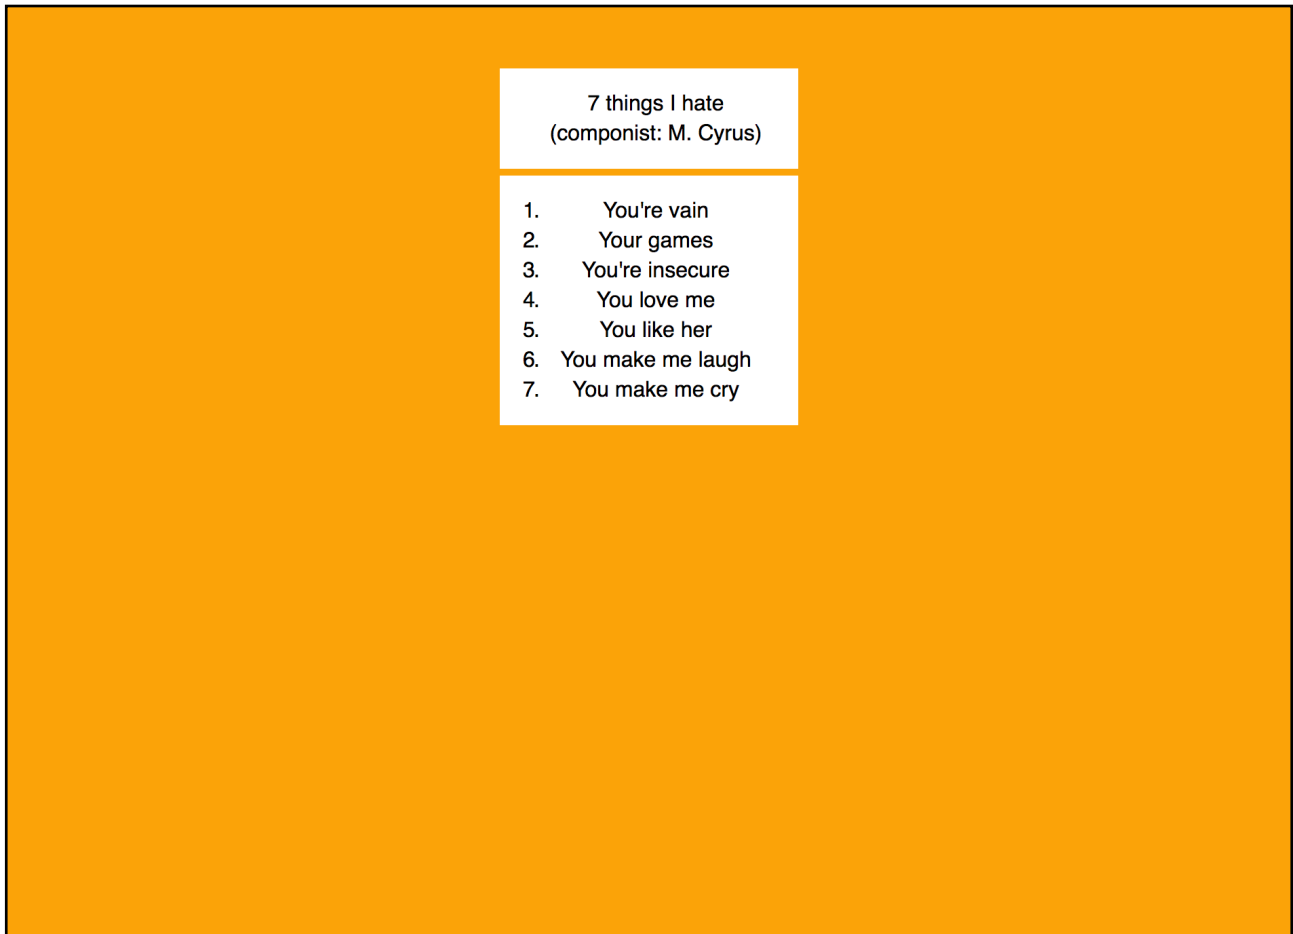 7 things I hate
(componist: M. Cyrus)
1. You're vain
2. Your games
3. You're insecure
4. You love me
5. You like her
6. You make me laugh
7. You make me cry